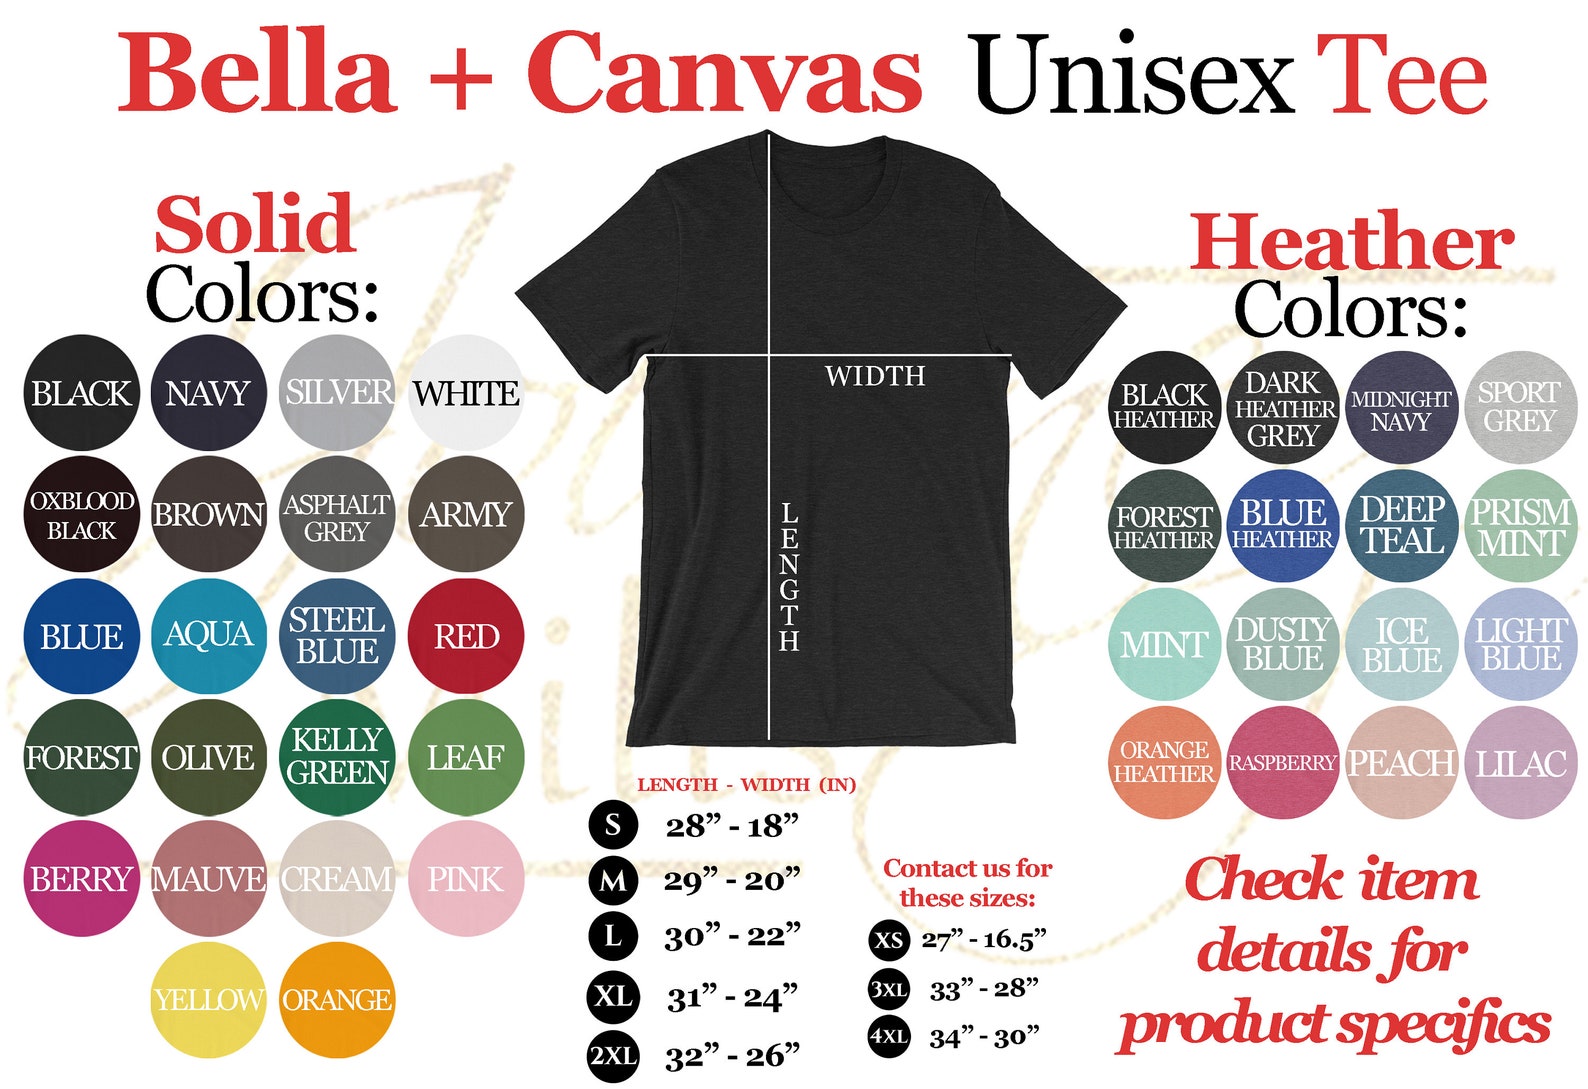 Bella + Canvas Unisex Tee
Solid
Colors:
BLACK
NAVY
SILVER
WHITE
OXBLOOD
BLACK
BROWN
ASPHALT
GREY
ARMY
BLUE
AQUA
STEEL
BLUE
RED
FOREST
OLIVE
KELLY
GREEN
LEAF
BERRY
MAUVE
CREAM
PINK
YELLOW
ORANGE
WIDTH
LENGTH
LENGTH - WIDTH (IN)
S 28” - 18”
M 29” - 20”
L 30” - 22”
XL 31” - 24”
2XL 32” - 26”
Contact us for
these sizes:
XS 27” - 16.5”
3XL 33” - 28”
4XL 34” - 30”
Heather
Colors:
BLACK
HEATHER
DARK
HEATHER
GREY
MIDNIGHT
NAVY
SPORT
GREY
FOREST
HEATHER
BLUE
HEATHER
DEEP
TEAL
PRISM
MINT
MINT
DUSTY
BLUE
ICE
BLUE
LIGHT
BLUE
ORANGE
HEATHER
RASPBERRY
PEACH
LILAC
Check item
details for
product specifics